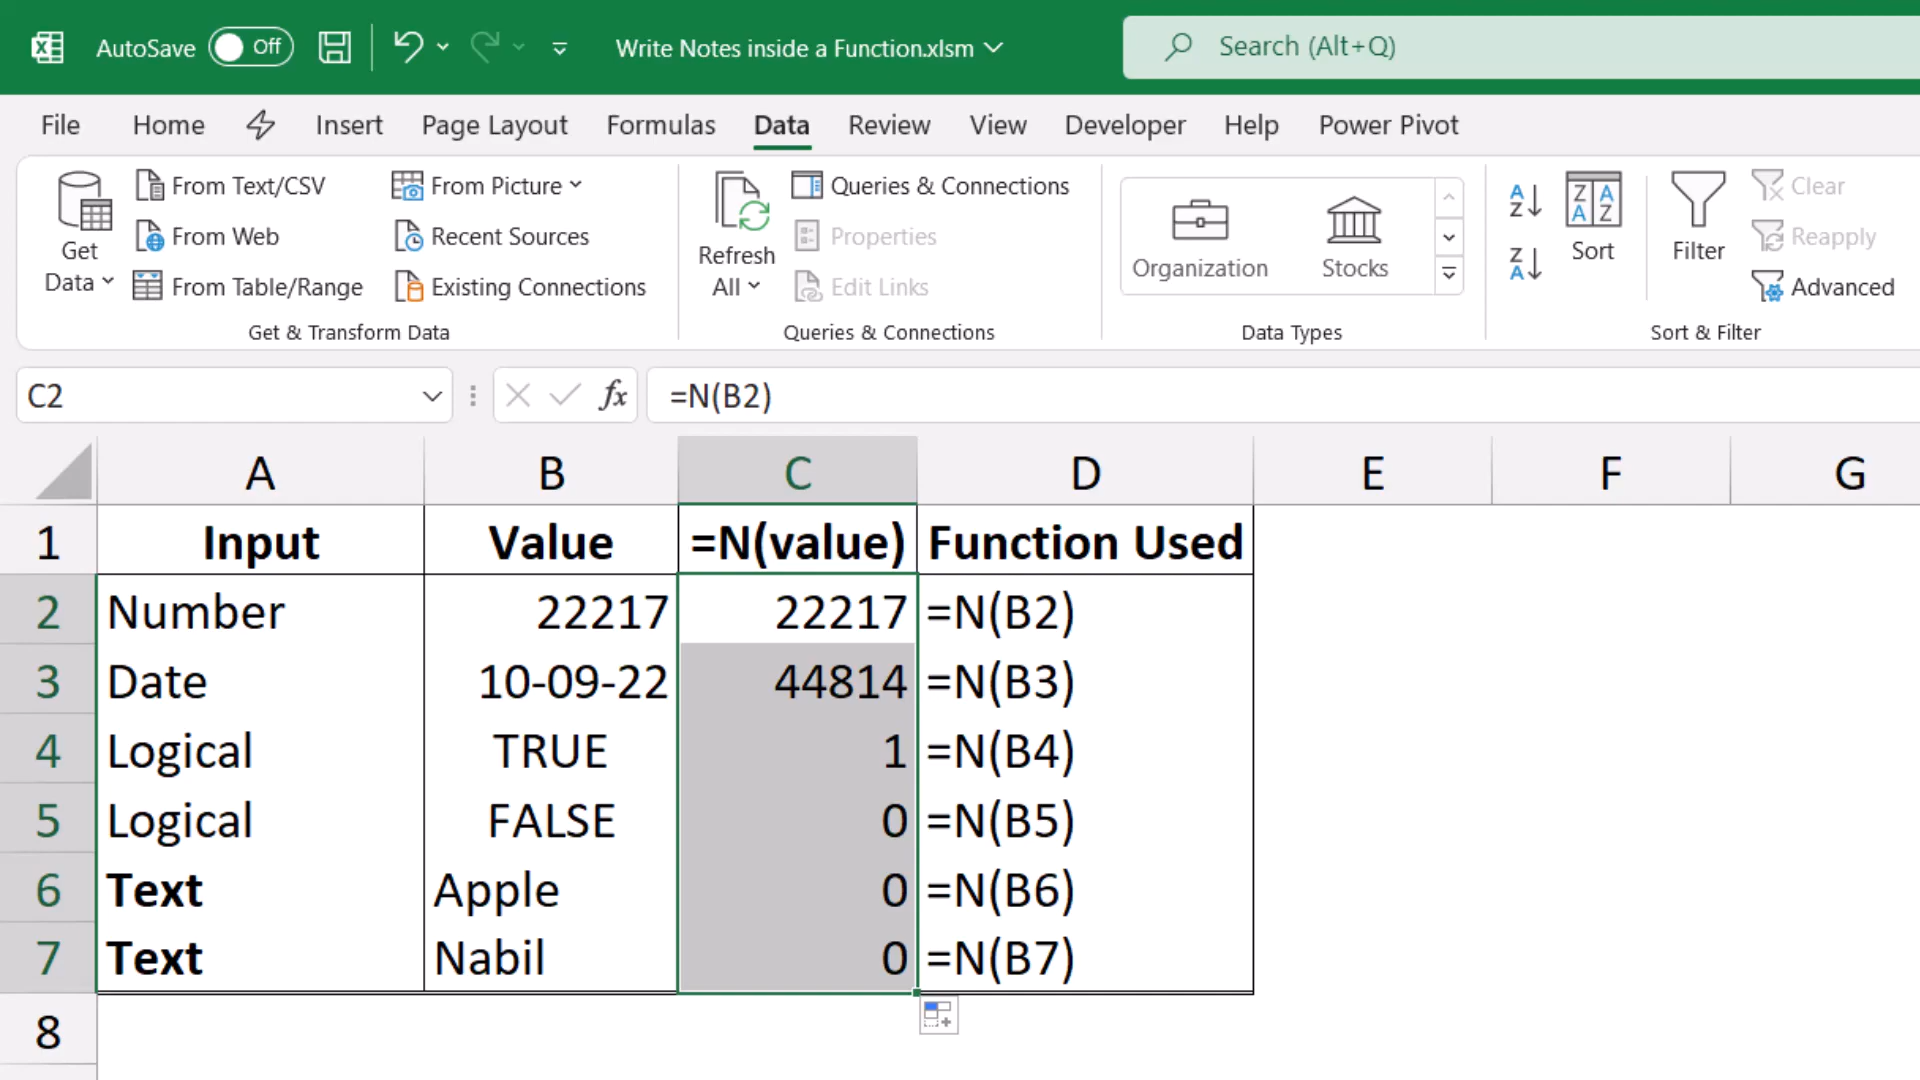 AutoSave Off Write Notes inside a Function.xlsm Search (Alt+Q)
File Home Insert Page Layout Formulas Data Review View Developer Help Power Pivot
Get Data
From Text/CSV
From Web
From Table/Range
From Picture
Recent Sources
Existing Connections
Get & Transform Data
Refresh All
Queries & Connections
Properties
Edit Links
Queries & Connections
Organization Stocks
Data Types
Sort
Filter
Clear
Reapply
Advanced
Sort & Filter
C2 fx =N(B2)
A B C D E F G
1 Input Value =N(value) Function Used
2 Number 22217 22217 =N(B2)
3 Date 10-09-22 44814 =N(B3)
4 Logical TRUE 1 =N(B4)
5 Logical FALSE 0 =N(B5)
6 Text Apple 0 =N(B6)
7 Text Nabil 0 =N(B7)
8